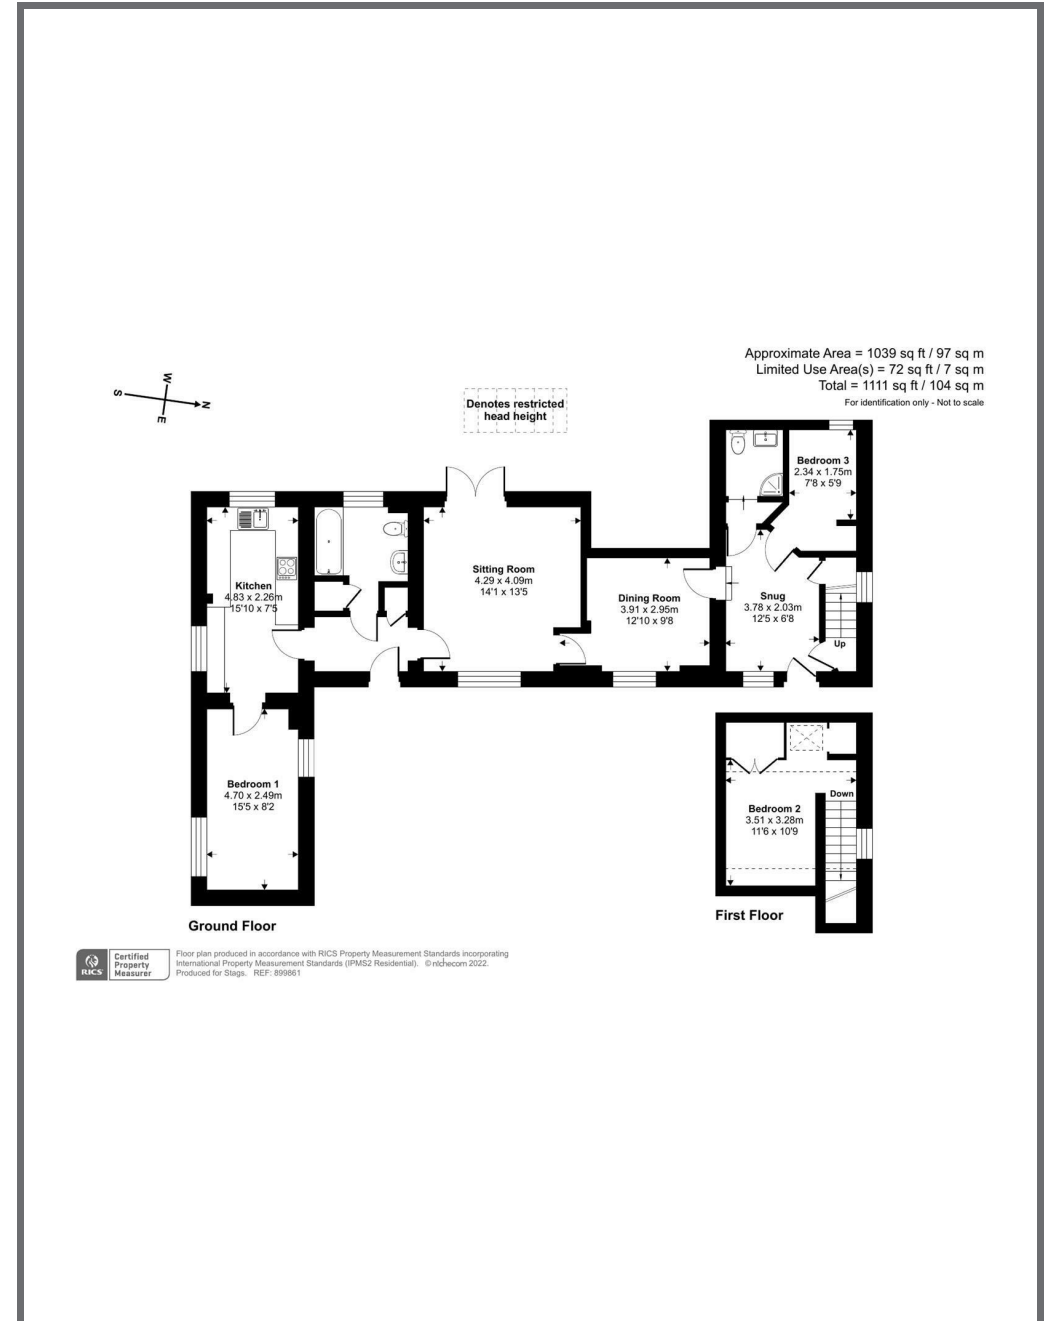 Approximate Area = 1039 sq ft / 97 sq m
Limited Use Area(s) = 72 sq ft / 7 sq m
Total = 1111 sq ft / 104 sq m
For identification only - Not to scale
W
S
N
E
Denotes restricted
head height
Bedroom 3
2.34 x 1.75m
7'8 x 5'9
Kitchen
4.83 x 2.26m
15'10 x 7'5
Sitting Room
4.29 x 4.09m
14'1 x 13'5
Dining Room
3.91 x 2.95m
12'10 x 9'8
Snug
3.78 x 2.03m
12'5 x 6'8
Up
Bedroom 1
4.70 x 2.49m
15'5 x 8'2
Down
Bedroom 2
3.51 x 3.28m
11'6 x 10'9
Ground Floor
First Floor
RICS
Certified
Property
Measurer
Floor plan produced in accordance with RICS Property Measurement Standards incorporating
International Property Measurement Standards (IPMS2 Residential). © ntchecom 2022.
Produced for Stags. REF: 899861